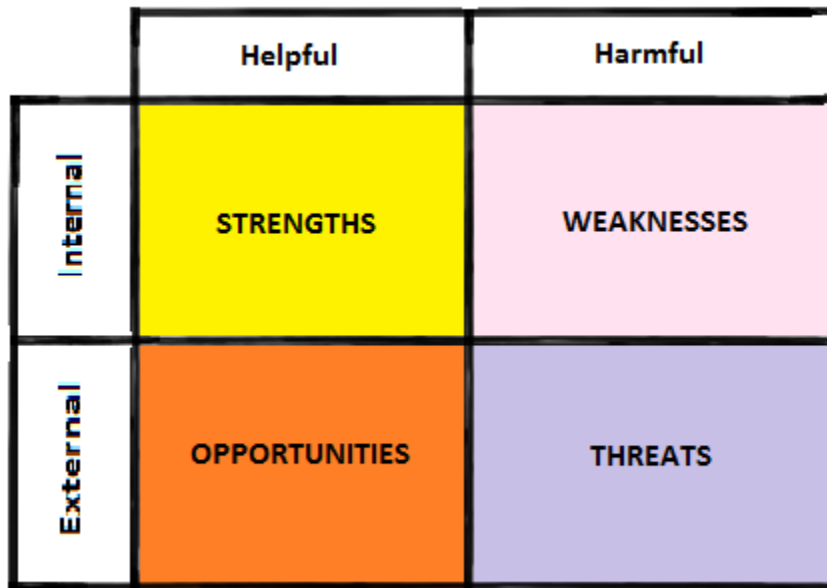 Helpful
Harmful
Internal
STRENGTHS
WEAKNESSES
External
OPPORTUNITIES
THREATS